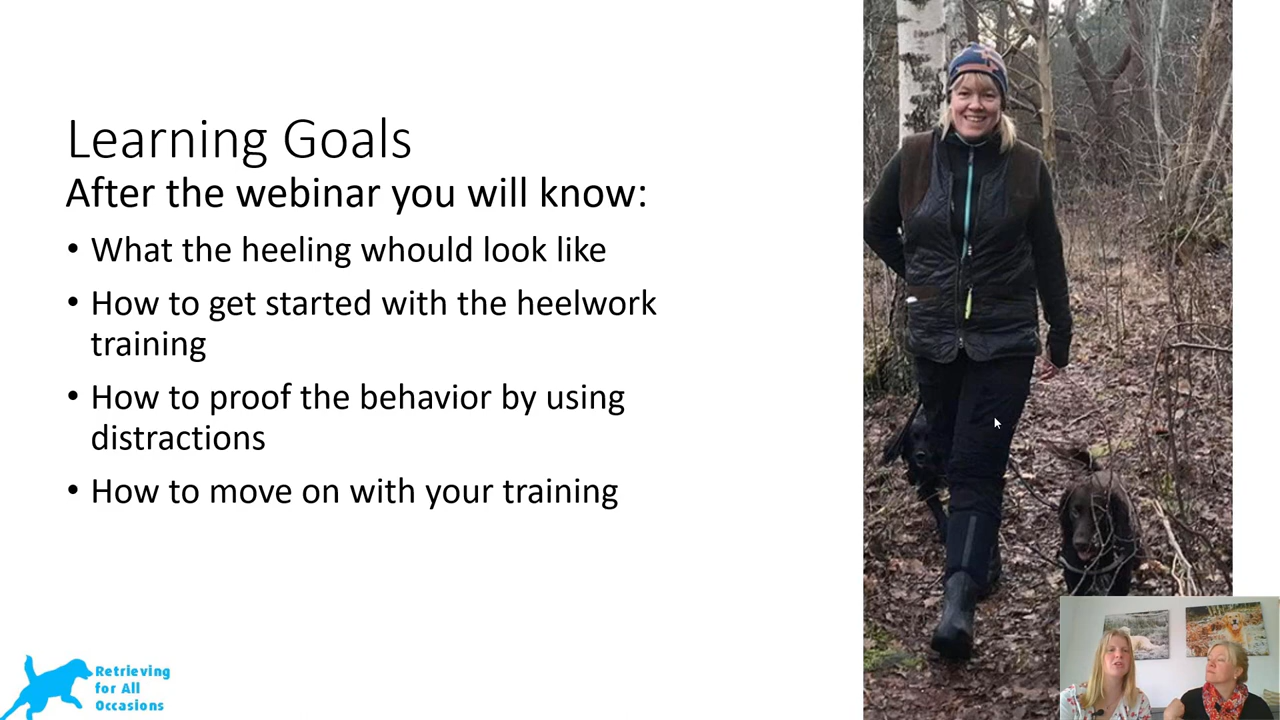 Learning Goals
After the webinar you will know:
• What the heeling whould look like
• How to get started with the heelwork
training
• How to proof the behavior by using
distractions
• How to move on with your training
Retrieving
for All
Occasions